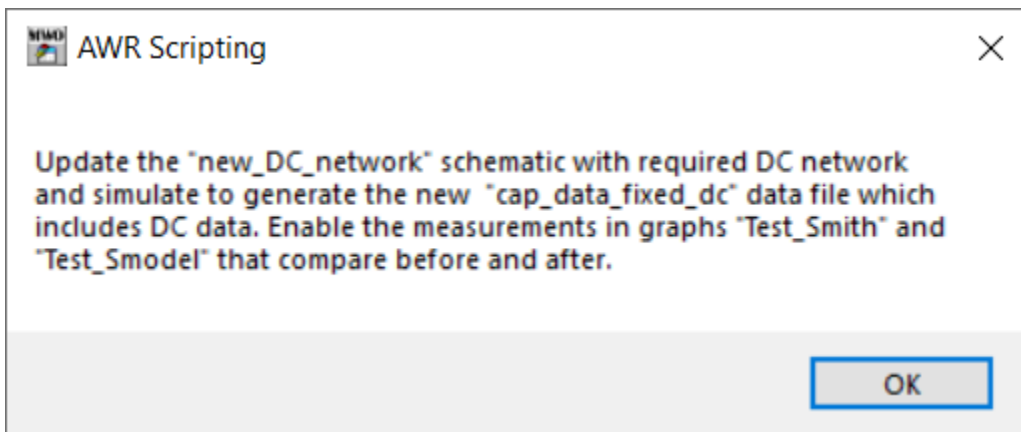 MWO
AWR Scripting
Update the "new_DC_network" schematic with required DC network
and simulate to generate the new  "cap_data_fixed_dc" data file which
includes DC data. Enable the measurements in graphs "Test_Smith" and
"Test_Smodel" that compare before and after.
OK